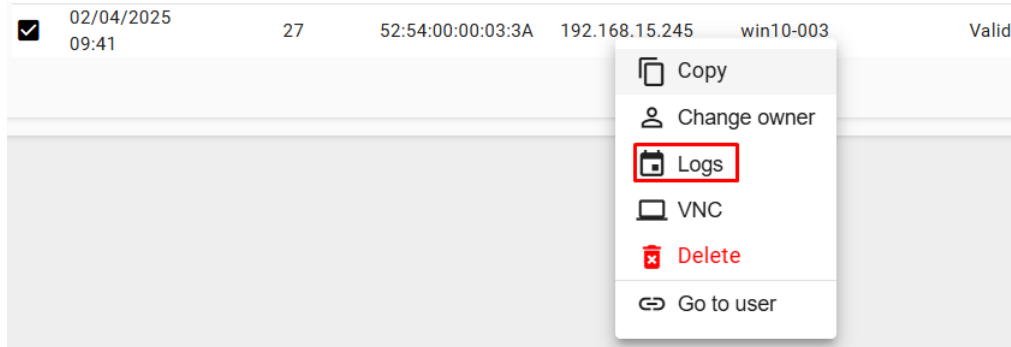 02/04/2025
09:41
27
52:54:00:00:03:3A
192.168.15.245
win10-003
Valid
Copy
Change owner
Logs
VNC
Delete
Go to user